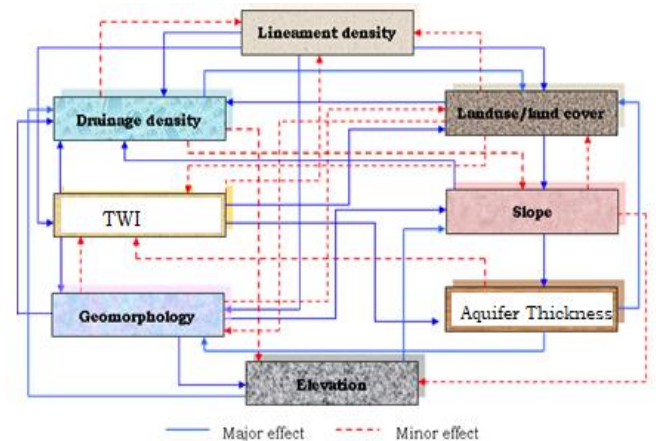 Lineament density
Drainage density
Landuse/land cover
TWI
Slope
Geomorphology
Aquifer Thickness
Elevation
Major effect
Minor effect